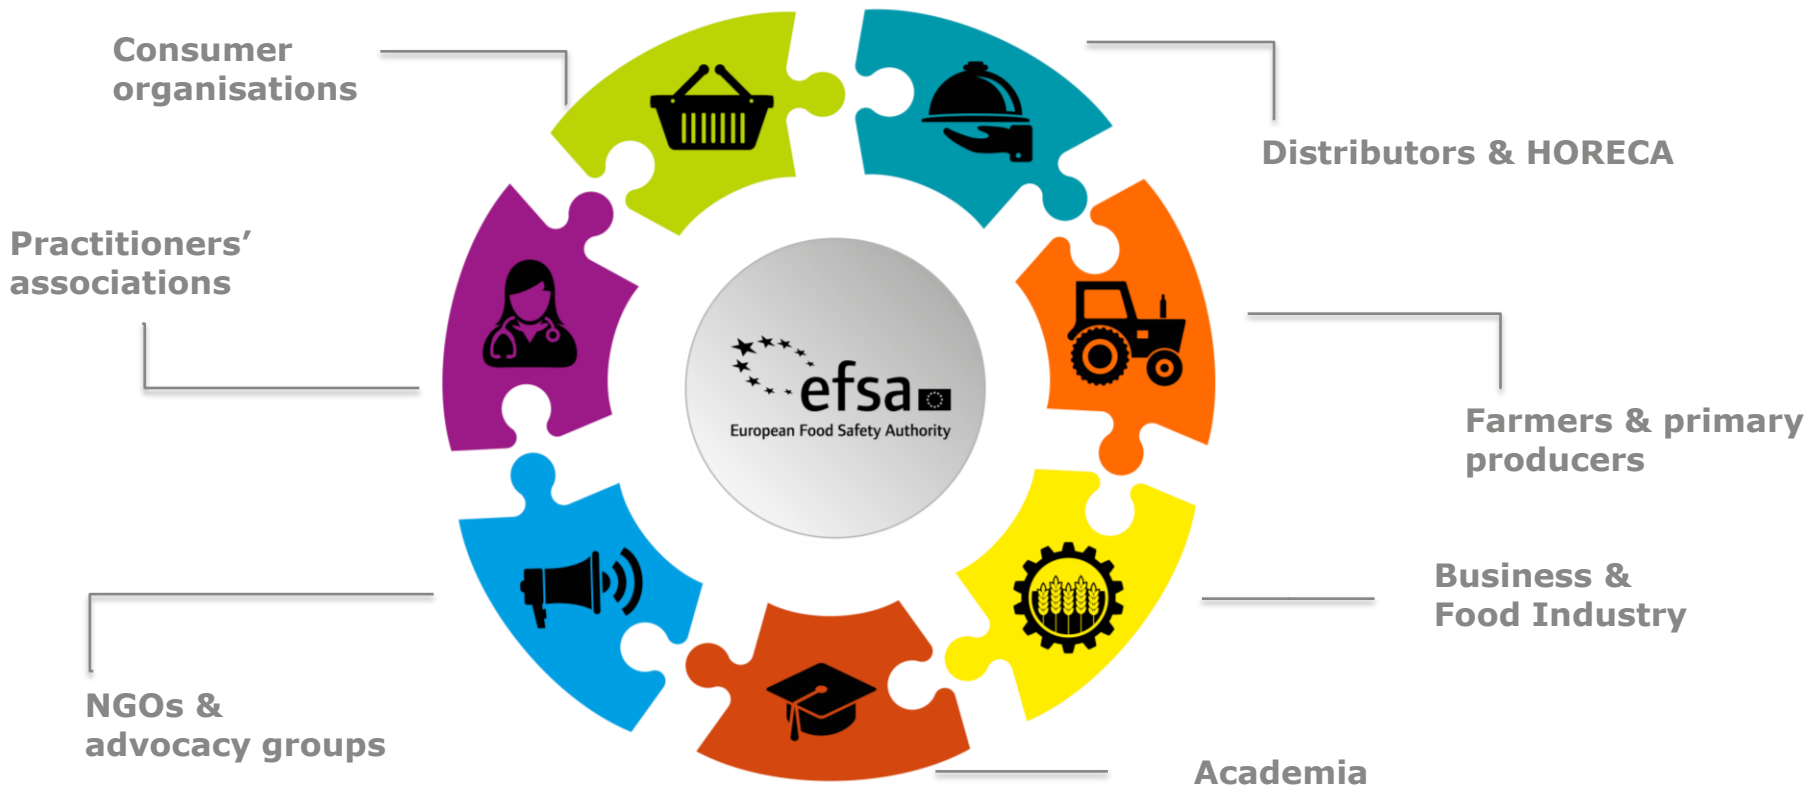 Consumer
organisations
Distributors & HORECA
Practitioners’
associations
efsa
European Food Safety Authority
Farmers & primary
producers
Business &
Food Industry
NGOs &
advocacy groups
Academia